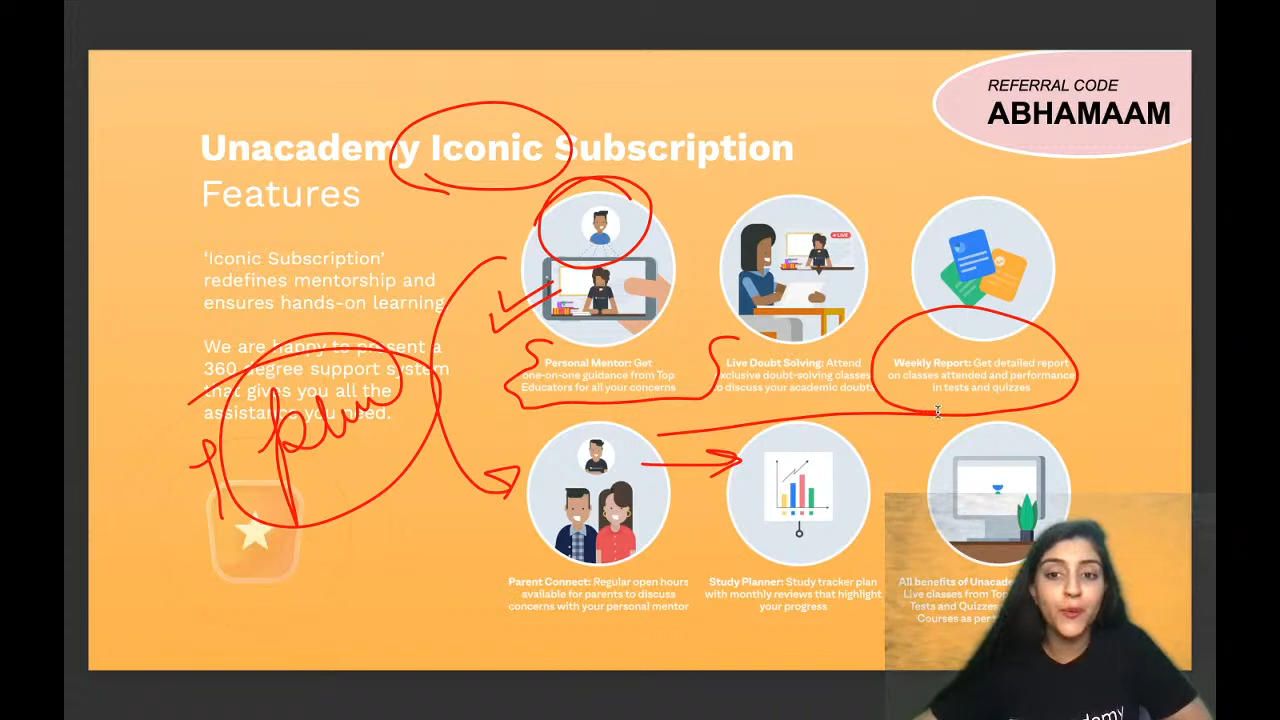 REFERRAL CODE
ABHAMAAM
Unacademy Iconic Subscription
Features
‘Iconic Subscription’
redefines mentorship and
ensures hands-on learning
We are happy to present a
360 degree support system
that gives you all the
assistance you need.
plus
LIVE
Personal Mentor: Get
one-on-one guidance from Top
Educators for all your concerns
Live Doubt Solving: Attend
exclusive doubt-solving classes
to discuss your academic doubts
Weekly Report: Get detailed report
on classes attended and performance
in tests and quizzes
Parent Connect: Regular open hours
available for parents to discuss
concerns with your personal mentor
Study Planner: Study tracker plan
with monthly reviews that highlight
your progress
All benefits of
Live classes from
Tests and Quizzes
Courses as per